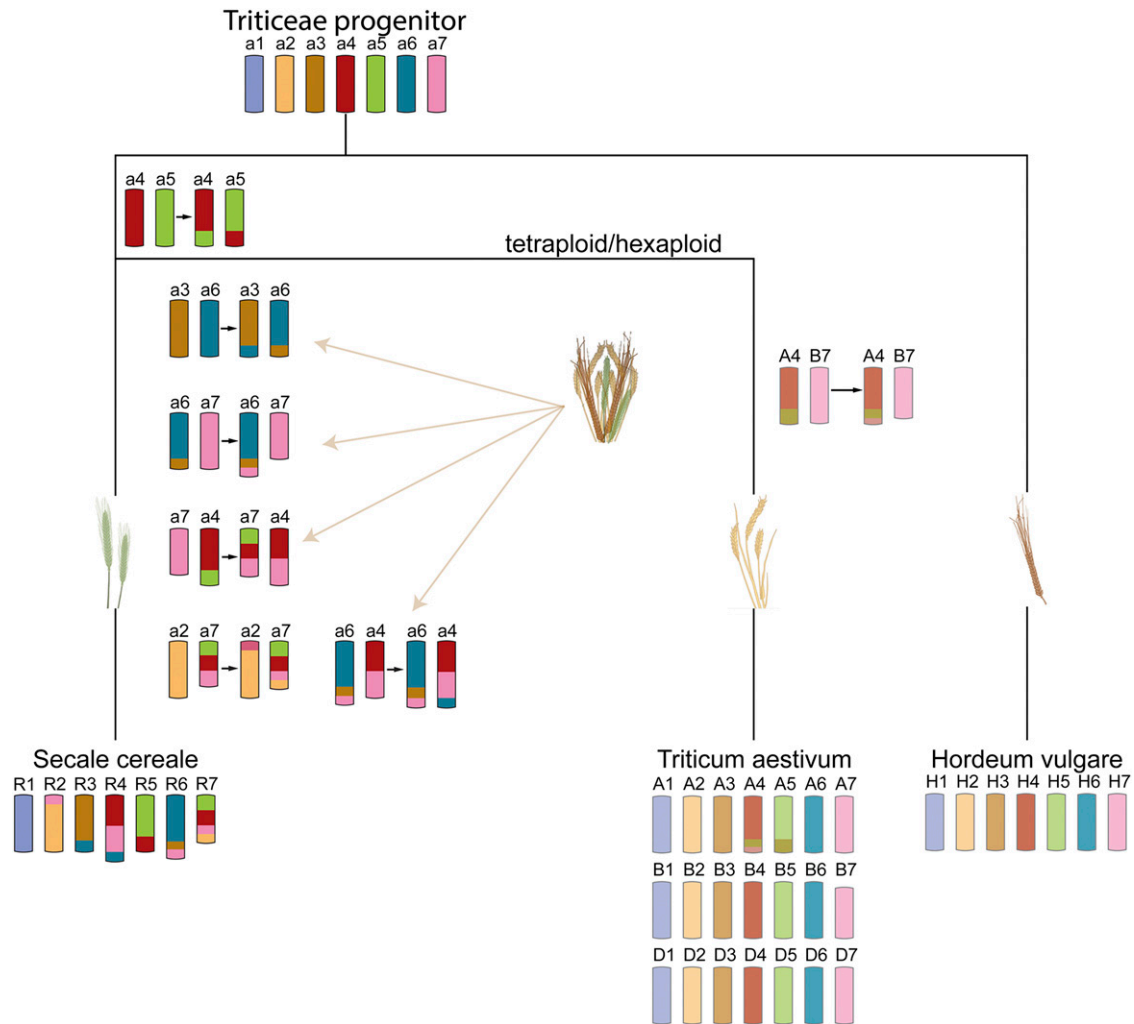 Triticeae progenitor
a1 a2 a3 a4 a5 a6 a7
a4 a5 a4 a5
tetraploid/hexaploid
a3 a6 a3 a6
A4 B7 A4 B7
a6 a7 a6 a7
a7 a4 a7 a4
a2 a7 a2 a7
a6 a4 a6 a4
Secale cereale
R1 R2 R3 R4 R5 R6 R7
Triticum aestivum
A1 A2 A3 A4 A5 A6 A7
B1 B2 B3 B4 B5 B6 B7
D1 D2 D3 D4 D5 D6 D7
Hordeum vulgare
H1 H2 H3 H4 H5 H6 H7